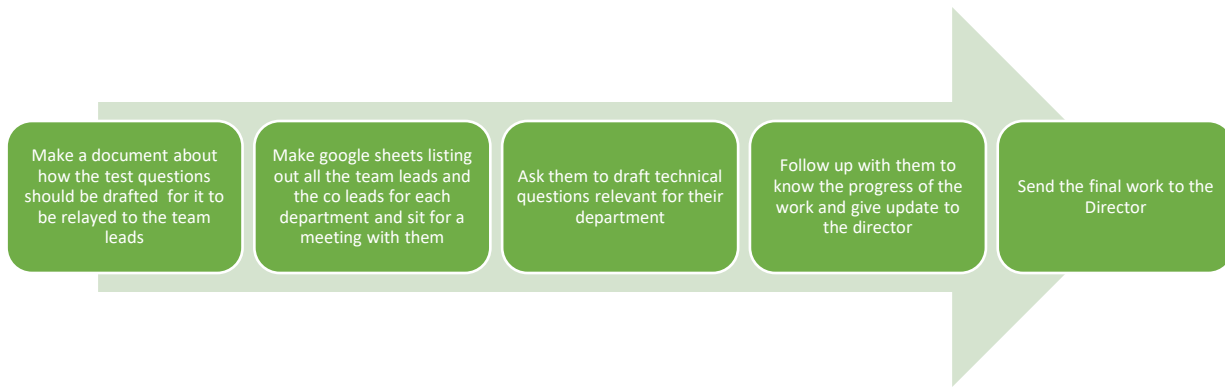 Make a document about
how the test questions
should be drafted  for it to
be relayed to the team
leads
Make google sheets listing
out all the team leads and
the co leads for each
department and sit for a
meeting with them
Ask them to draft technical
questions relevant for their
department
Follow up with them to
know the progress of the
work and give update to
the director
Send the final work to the
Director